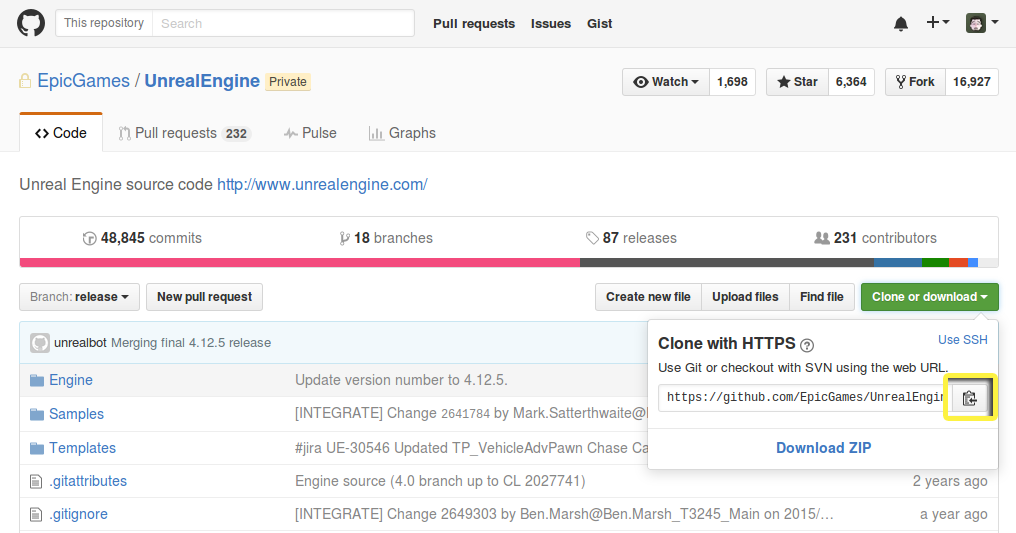 This repository Search Pull requests Issues Gist
EpicGames / UnrealEngine Private Watch 1,698 Star 6,364 Fork 16,927
Code Pull requests 232 Pulse Graphs
Unreal Engine source code http://www.unrealengine.com/
48,845 commits 18 branches 87 releases 231 contributors
Branch: release New pull request Create new file Upload files Find file Clone or download
unrealbot Merging final 4.12.5 release
Clone with HTTPS ? Use SSH
Use Git or checkout with SVN using the web URL.
https://github.com/EpicGames/UnrealEngin
Download ZIP
Engine Update version number to 4.12.5.
Samples [INTEGRATE] Change 2641784 by Mark.Satterthwaite@
Templates #jira UE-30546 Updated TP_VehicleAdvPawn Chase Ca
.gitattributes Engine source (4.0 branch up to CL 2027741) 2 years ago
.gitignore [INTEGRATE] Change 2649303 by Ben.Marsh@Ben.Marsh_T3245_Main on 2015/… a year ago